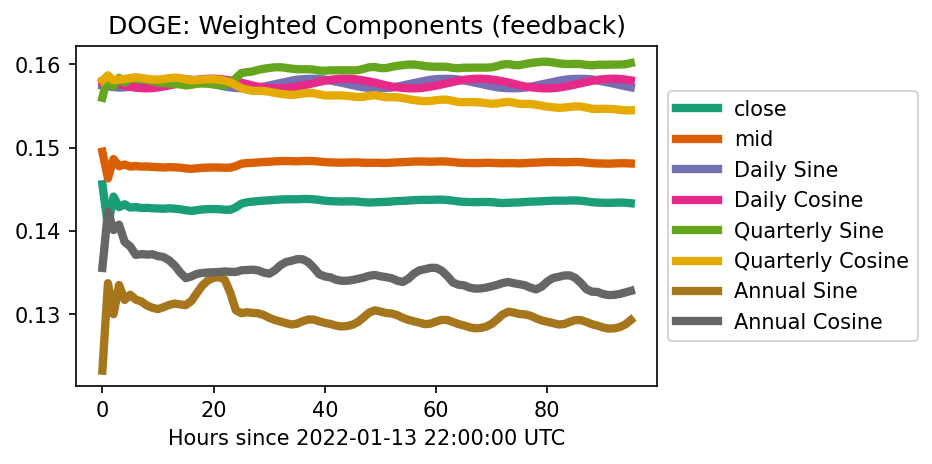 DOGE: Weighted Components (feedback)
0.16
0.15
0.14
0.13
0
20
40
60
80
Hours since 2022-01-13 22:00:00 UTC
close
mid
Daily Sine
Daily Cosine
Quarterly Sine
Quarterly Cosine
Annual Sine
Annual Cosine